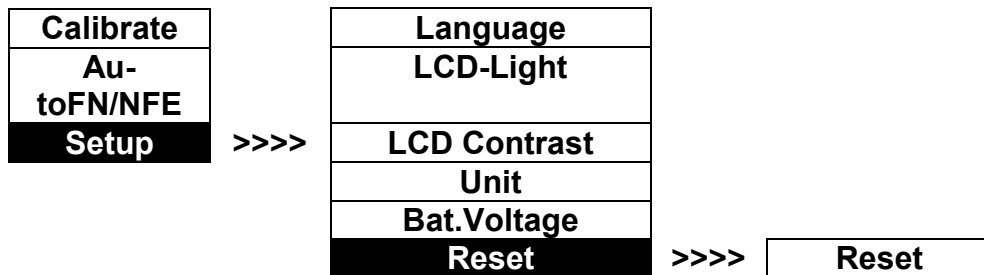 Calibrate
Au-
toFN/NFE
Setup
>>>>
Language
LCD-Light
LCD Contrast
Unit
Bat.Voltage
Reset
>>>>
Reset